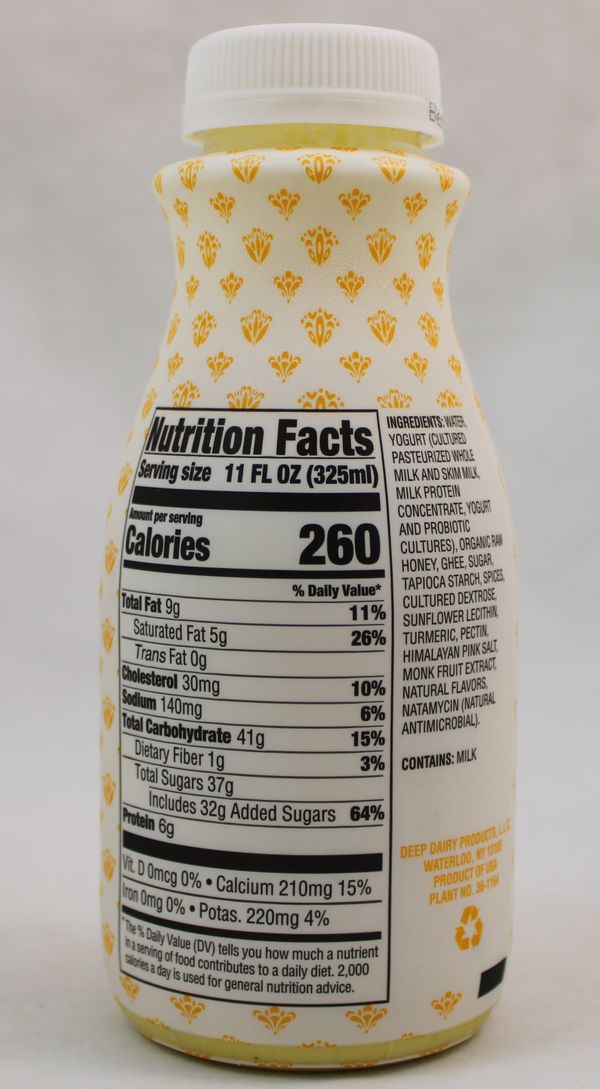 Nutrition Facts
Serving size 11 FL OZ (325ml)
Amount per serving
Calories 260
% Daily Value*
Total Fat 9g 11%
Saturated Fat 5g 26%
Trans Fat 0g
Cholesterol 30mg 10%
Sodium 140mg 6%
Total Carbohydrate 41g 15%
Dietary Fiber 1g 3%
Total Sugars 37g
Includes 32g Added Sugars 64%
Protein 6g
Vit. D 0mcg 0% • Calcium 210mg 15%
Iron 0mg 0% • Potas. 220mg 4%
*The % Daily Value (DV) tells you how much a nutrient
in a serving of food contributes to a daily diet. 2,000
calories a day is used for general nutrition advice.
INGREDIENTS: WATER,
YOGURT (CULTURED
PASTEURIZED WHOLE
MILK AND SKIM MILK,
MILK PROTEIN
CONCENTRATE, YOGURT
AND PROBIOTIC
CULTURES), ORGANIC RAW
HONEY, GHEE, SUGAR,
TAPIOCA STARCH, SPICES,
CULTURED DEXTROSE,
SUNFLOWER LECITHIN,
TURMERIC, PECTIN,
HIMALAYAN PINK SALT,
MONK FRUIT EXTRACT,
NATURAL FLAVORS,
NATAMYCIN (NATURAL
ANTIMICROBIAL).
CONTAINS: MILK
DEEP DAIRY PRODUCTS, L.L.C.
WATERLOO, NY 13165
PRODUCT OF USA
PLANT NO. 36-1164